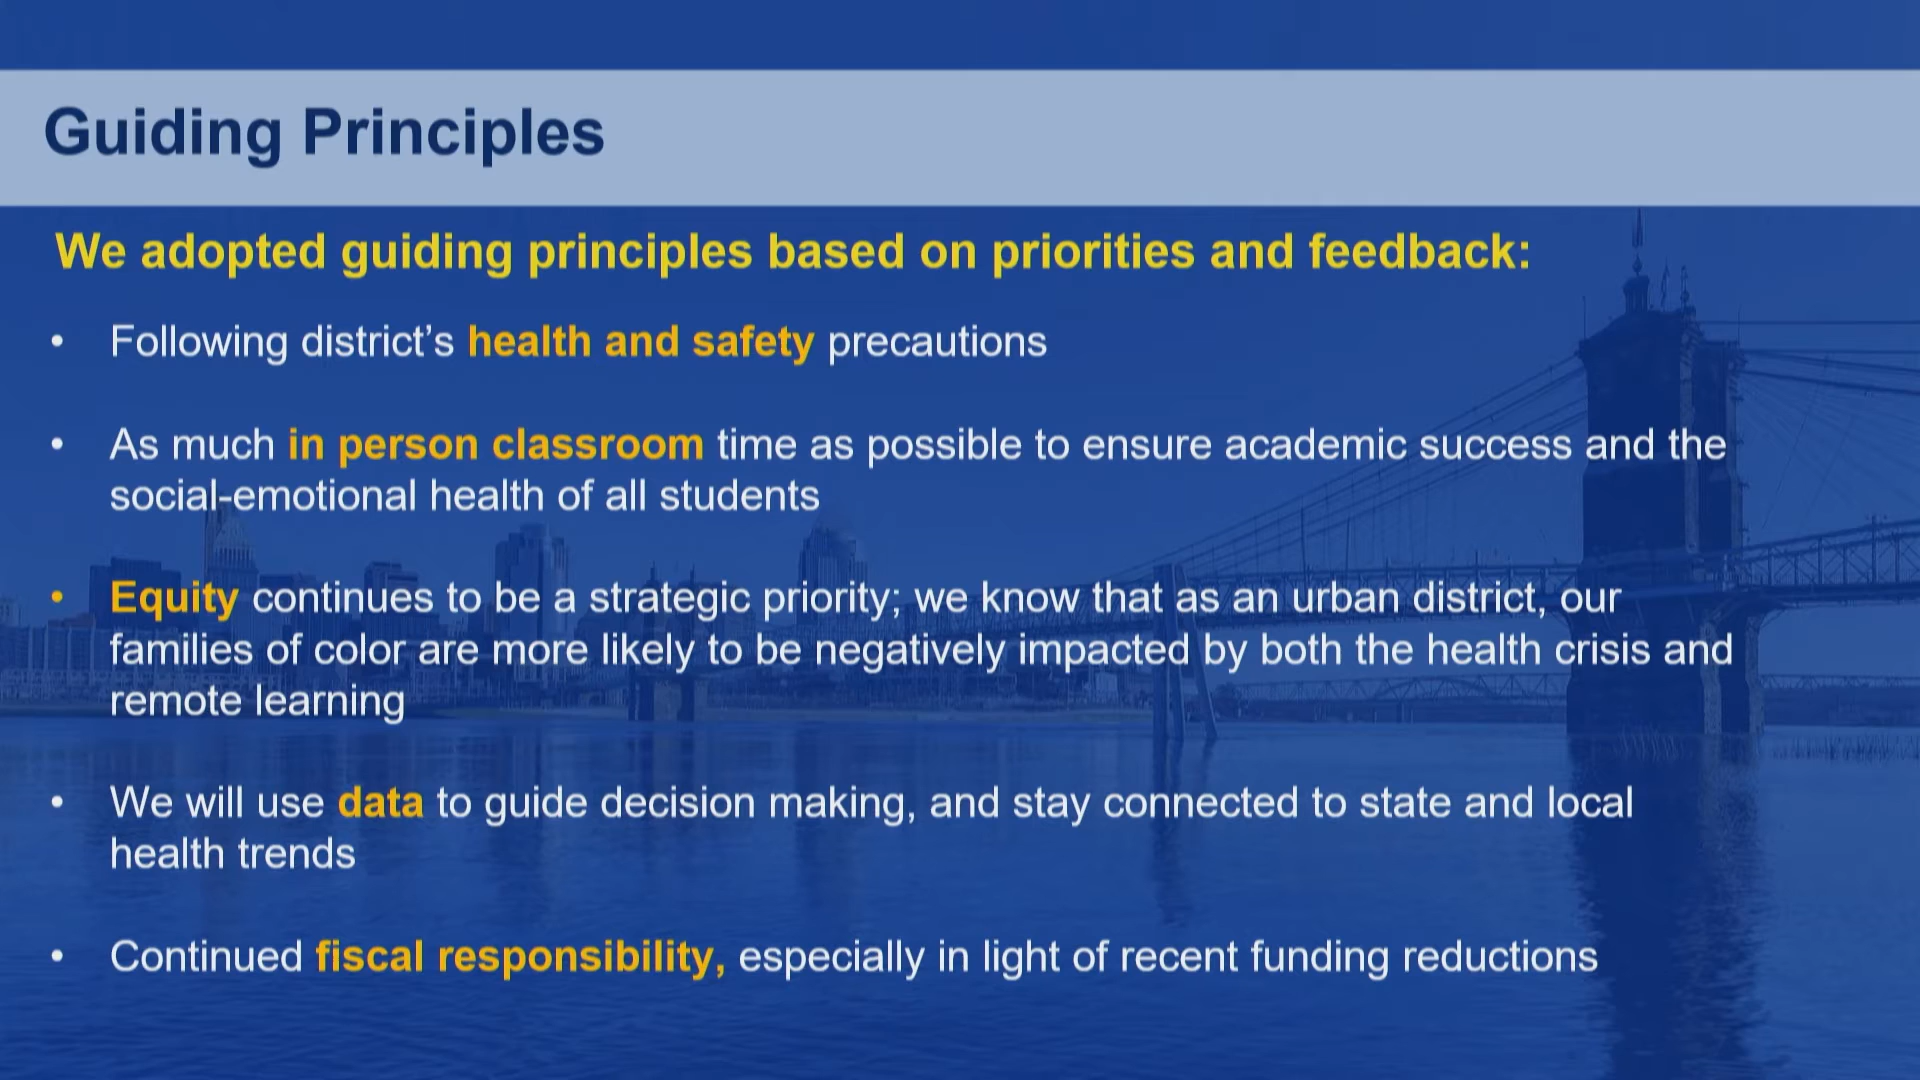 Guiding Principles
We adopted guiding principles based on priorities and feedback:
• Following district’s health and safety precautions
• As much in person classroom time as possible to ensure academic success and the
social-emotional health of all students
• Equity continues to be a strategic priority; we know that as an urban district, our
families of color are more likely to be negatively impacted by both the health crisis and
remote learning
• We will use data to guide decision making, and stay connected to state and local
health trends
• Continued fiscal responsibility, especially in light of recent funding reductions